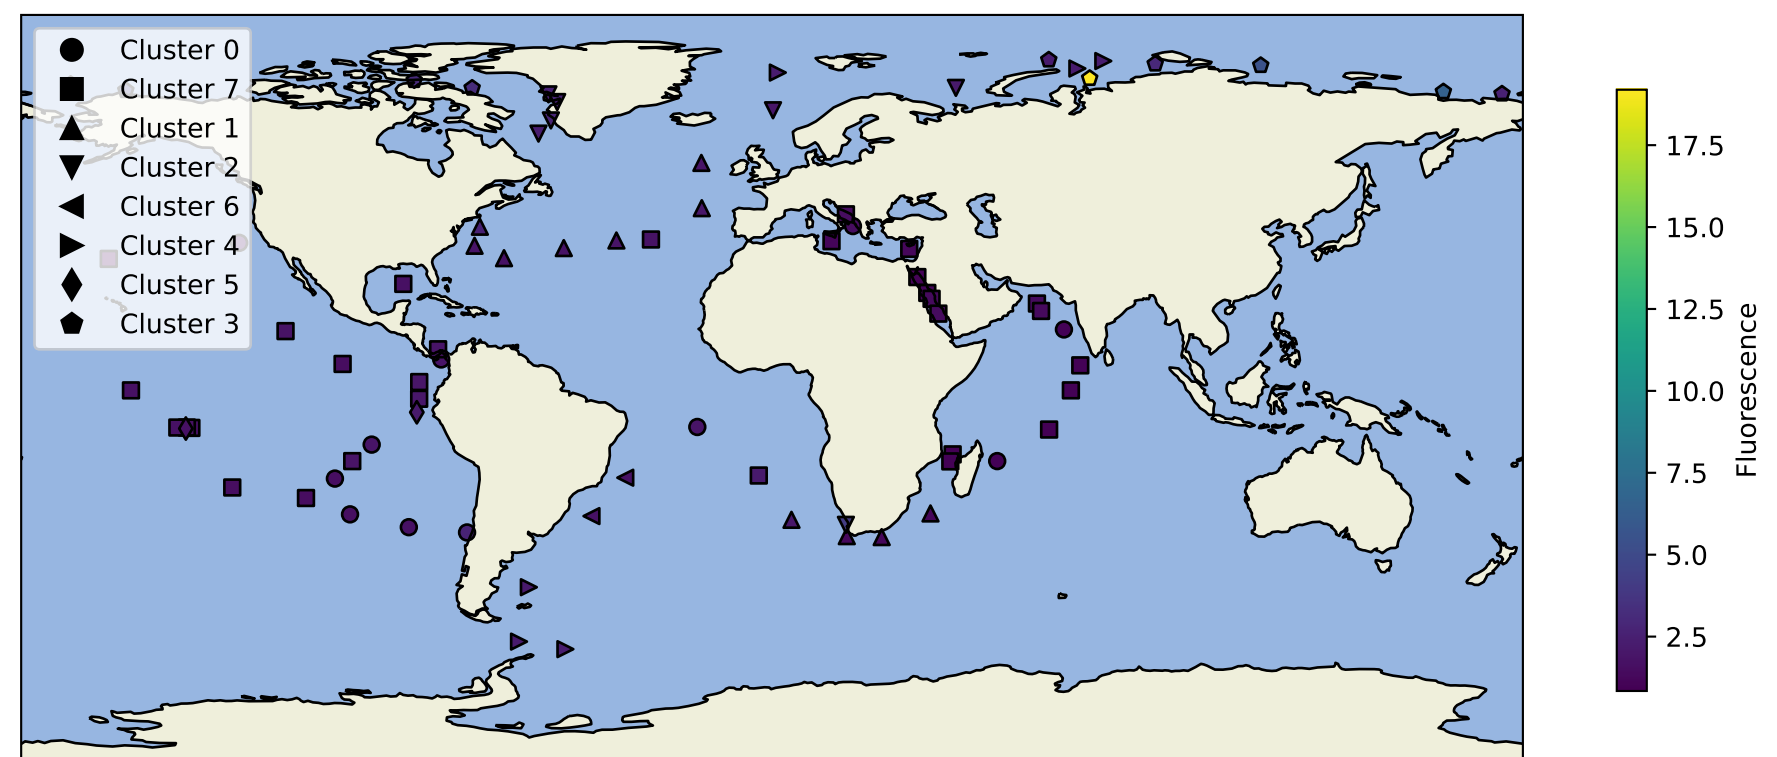 Cluster 0
Cluster 7
Cluster 1
Cluster 2
Cluster 6
Cluster 4
Cluster 5
Cluster 3
17.5
15.0
12.5
10.0
7.5
5.0
2.5
Fluorescence